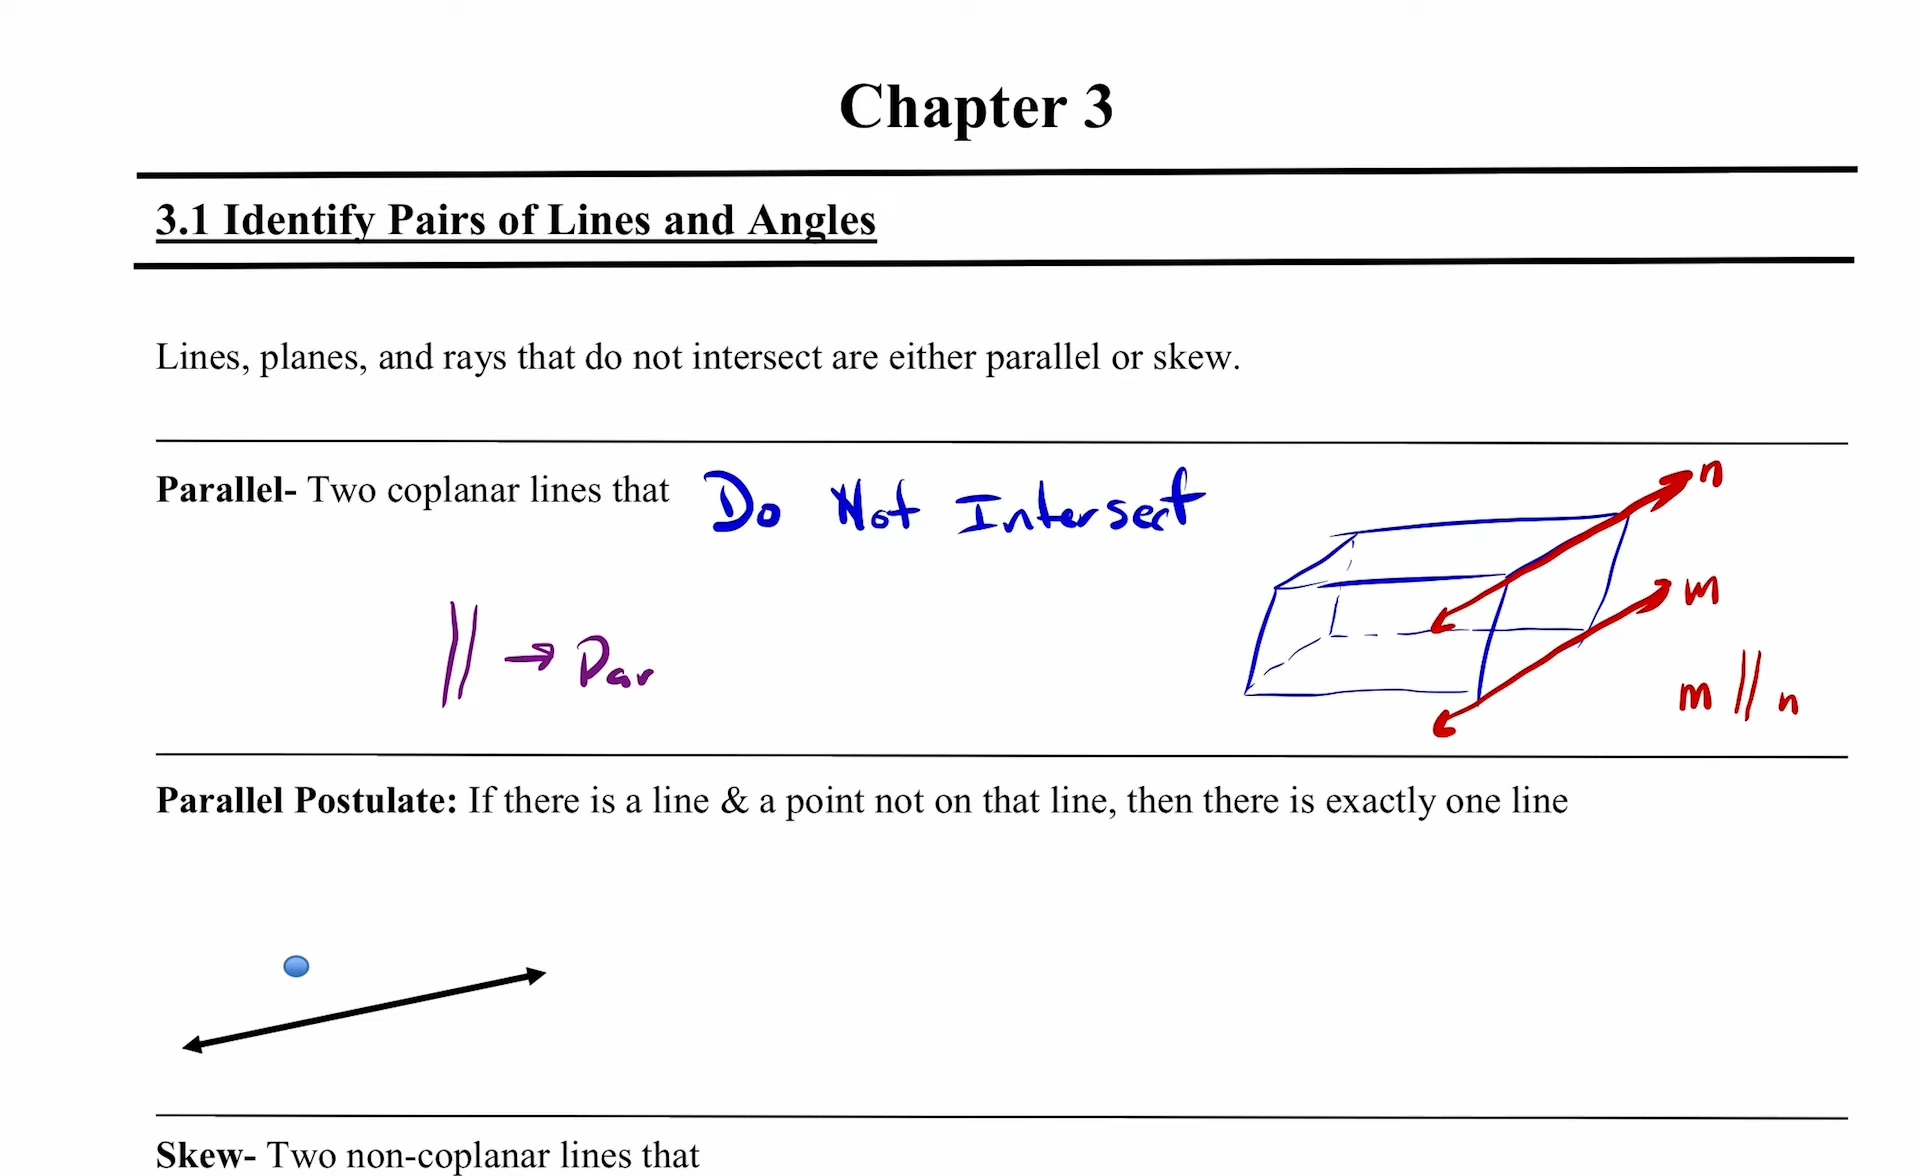 Chapter 3
3.1 Identify Pairs of Lines and Angles
Lines, planes, and rays that do not intersect are either parallel or skew.
Parallel- Two coplanar lines that Do Not Intersect
n
m
|| → Par
m || n
Parallel Postulate: If there is a line & a point not on that line, then there is exactly one line
Skew- Two non-coplanar lines that